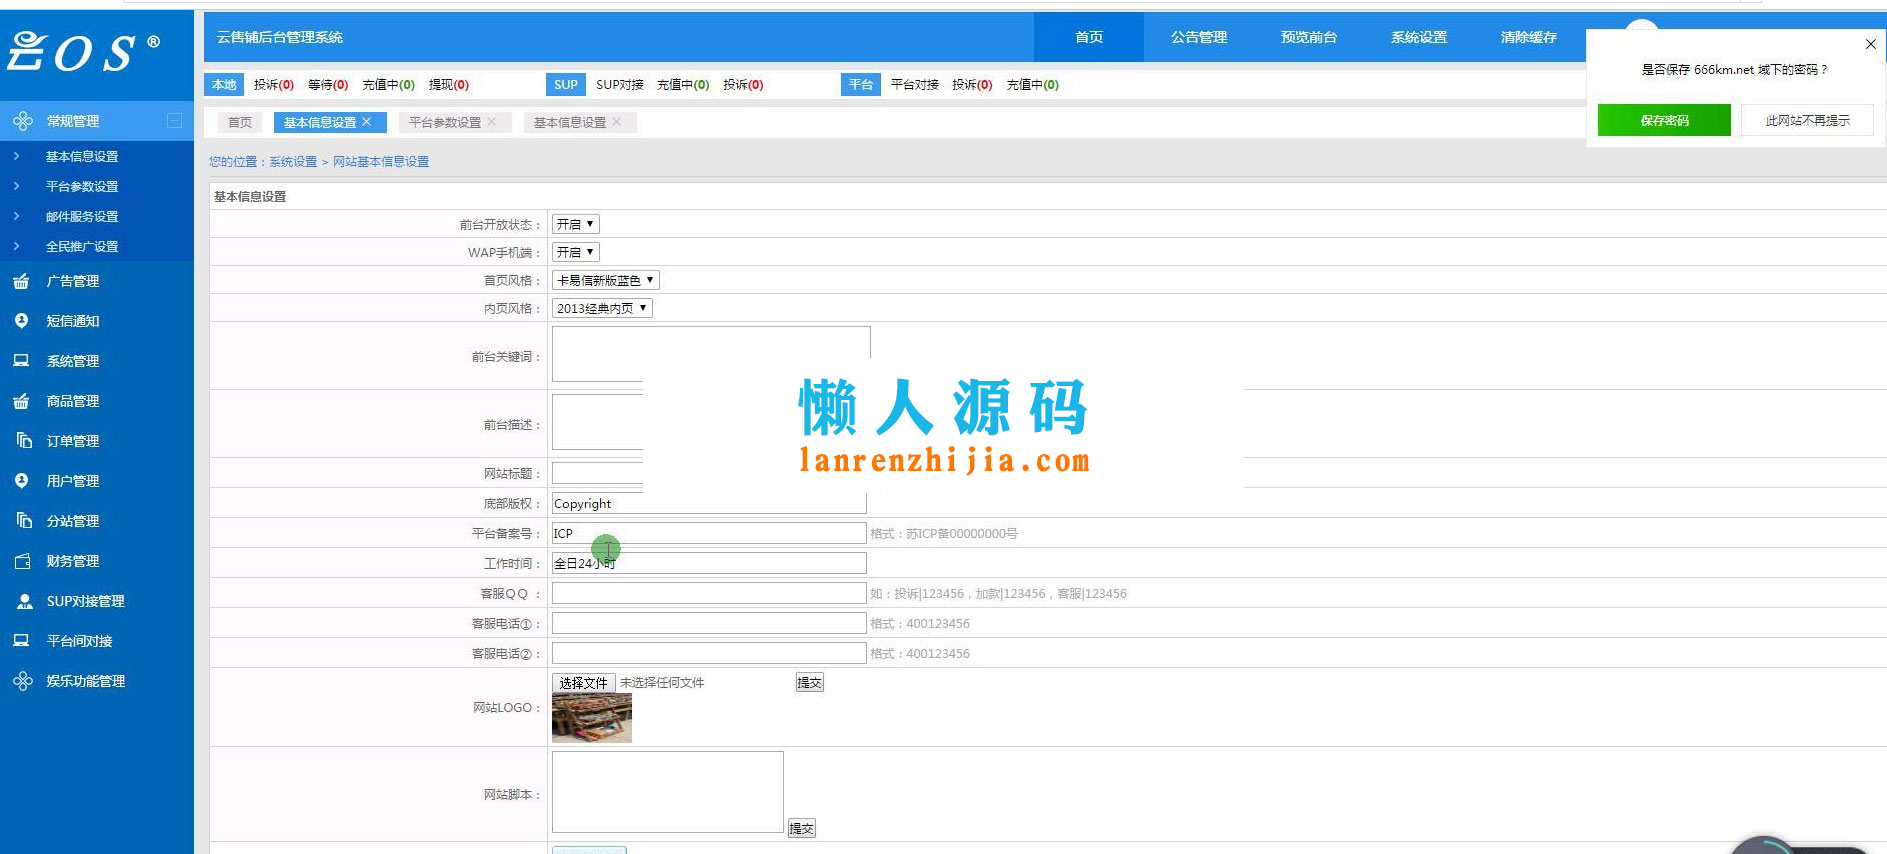 云OS®
云售铺后台管理系统
首页
公告管理
预览前台
系统设置
清除缓存
是否保存 666km.net 域下的密码？
保存密码
此网站不再提示
本地 投诉(0) 等待(0) 充值中(0) 提现(0)
SUP SUP对接 充值中(0) 投诉(0)
平台 平台对接 投诉(0) 充值中(0)
首页
基本信息设置
平台参数设置
基本信息设置
您的位置：系统设置 > 网站基本信息设置
常规管理
基本信息设置
平台参数设置
邮件服务设置
全民推广设置
广告管理
短信通知
系统管理
商品管理
订单管理
用户管理
分站管理
财务管理
SUP对接管理
平台间对接
娱乐功能管理
基本信息设置
前台开放状态： 开启
WAP手机端： 开启
首页风格： 卡易信新版蓝色
内页风格： 2013经典内页
前台关键词：
前台描述：
懒人源码
lanrenzhijia.com
网站标题：
底部版权： Copyright
平台备案号： ICP 格式：苏ICP备00000000号
工作时间： 全日24小时
客服QQ ： 如：投诉|123456，加款|123456，客服|123456
客服电话①： 格式：400123456
客服电话②： 格式：400123456
网站LOGO： 选择文件 未选择任何文件 提交
网站脚本： 提交